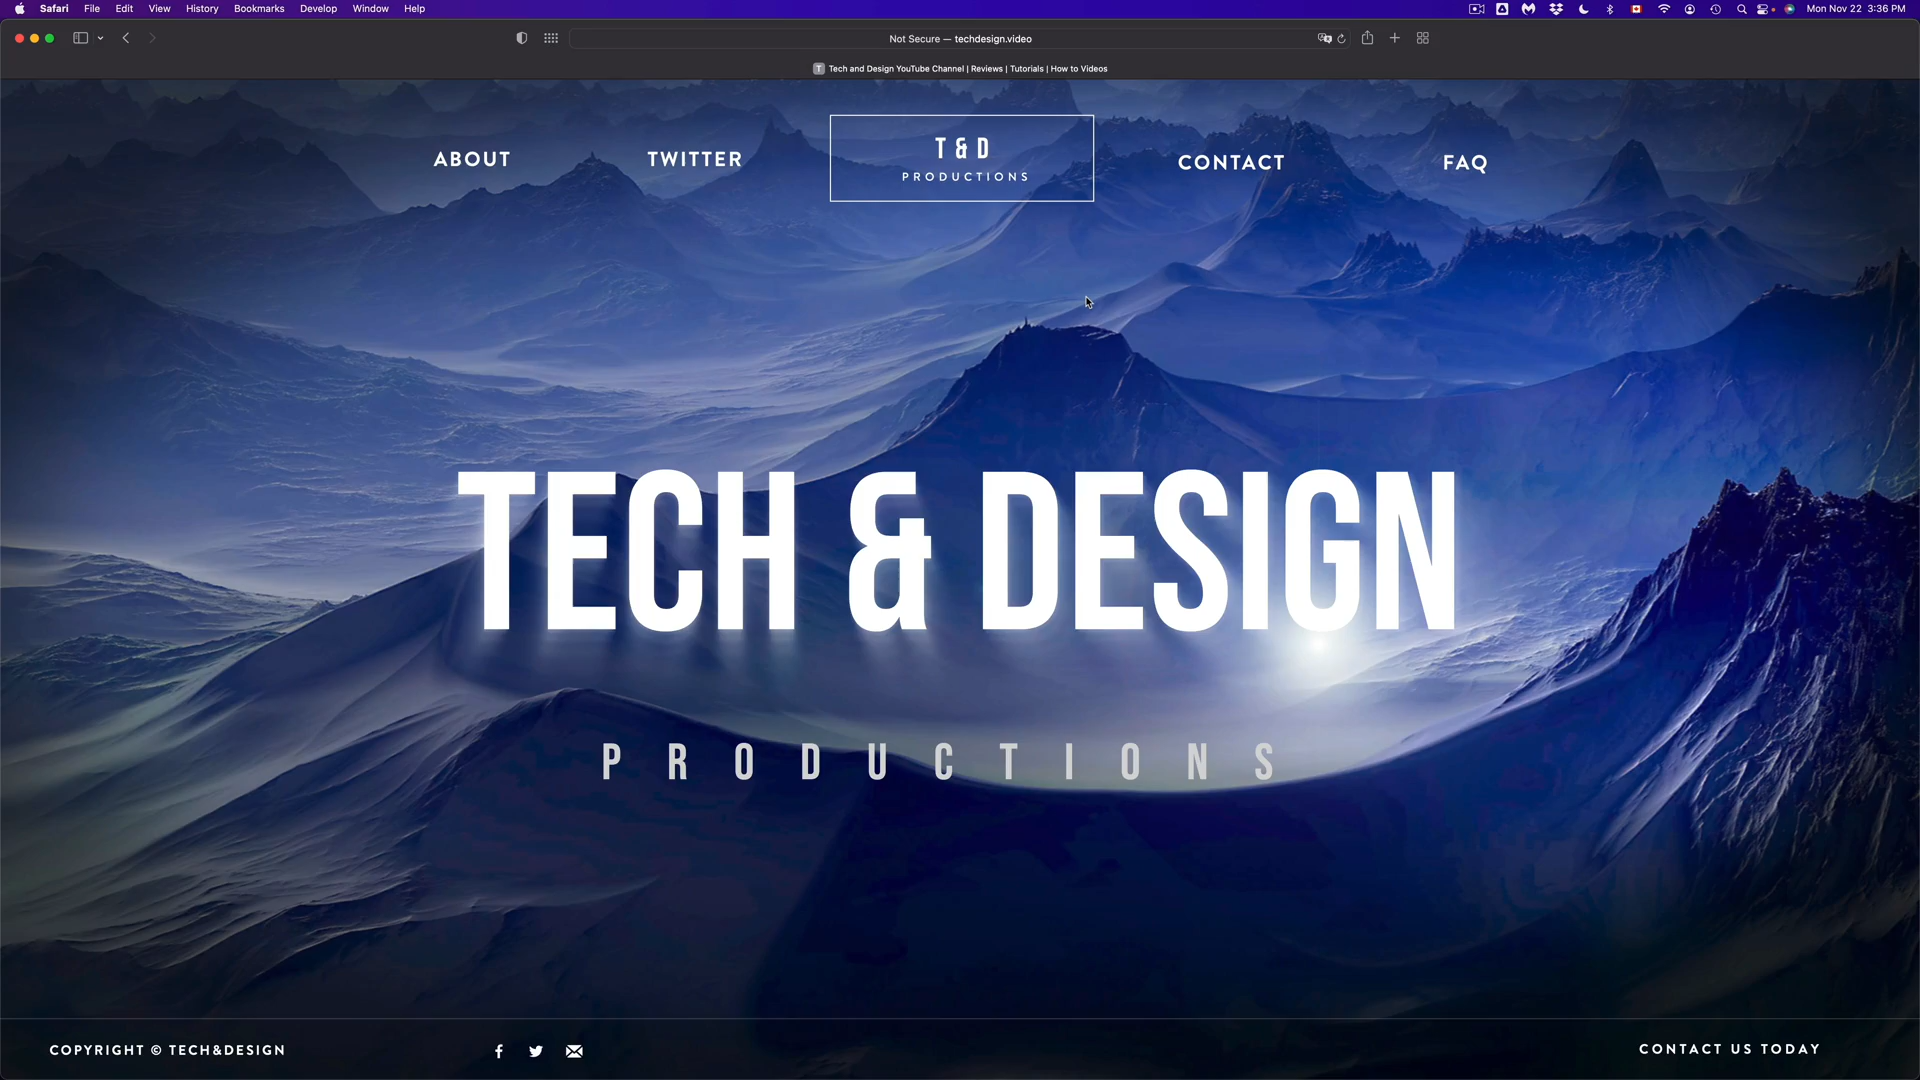 Safari File Edit View History Bookmarks Develop Window Help
Mon Nov 22 3:36 PM
Not Secure — techdesign.video
T Tech and Design YouTube Channel | Reviews | Tutorials | How to Videos
ABOUT
TWITTER
T & D
PRODUCTIONS
CONTACT
FAQ
TECH & DESIGN
PRODUCTIONS
COPYRIGHT © TECH&DESIGN
CONTACT US TODAY